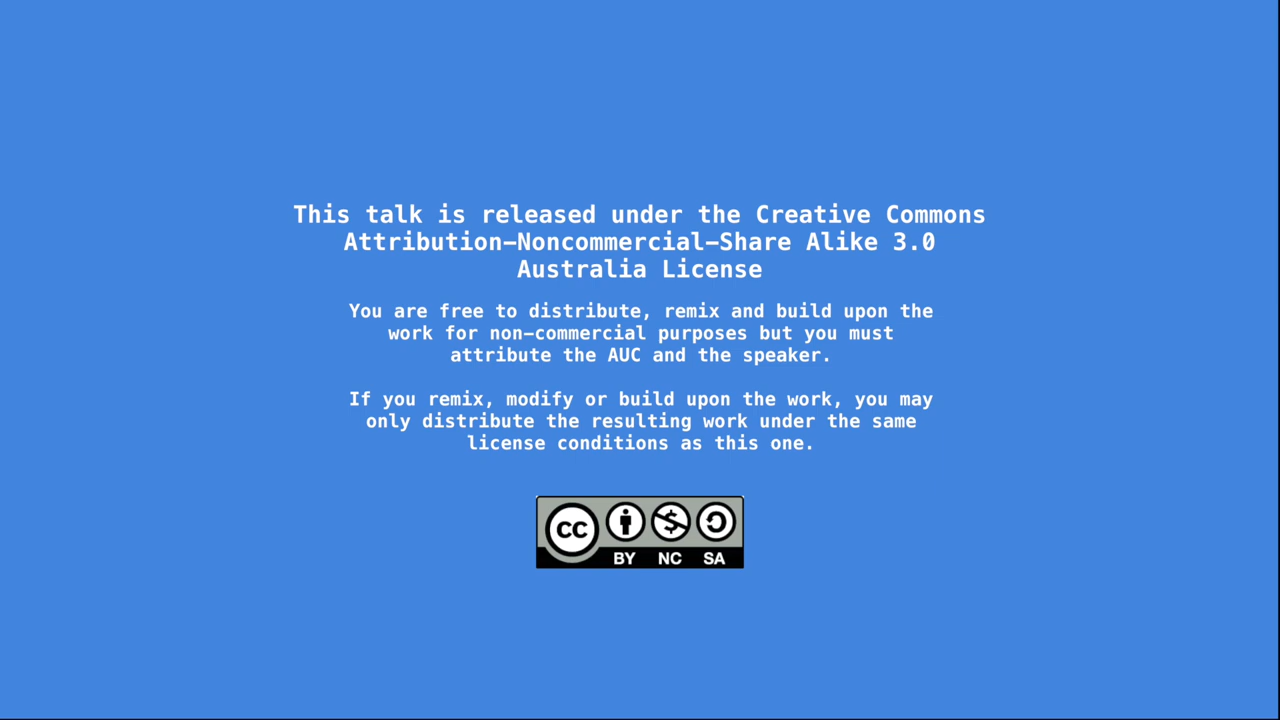 This talk is released under the Creative Commons
Attribution–Noncommercial–Share Alike 3.0
Australia License
You are free to distribute, remix and build upon the
work for non–commercial purposes but you must
attribute the AUC and the speaker.
If you remix, modify or build upon the work, you may
only distribute the resulting work under the same
license conditions as this one.
CC
BY NC SA